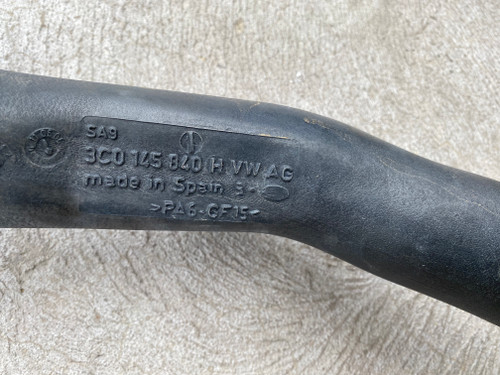 SA9
3C0 145 840 H VW AG
made in Spain
>PA6-GF15<